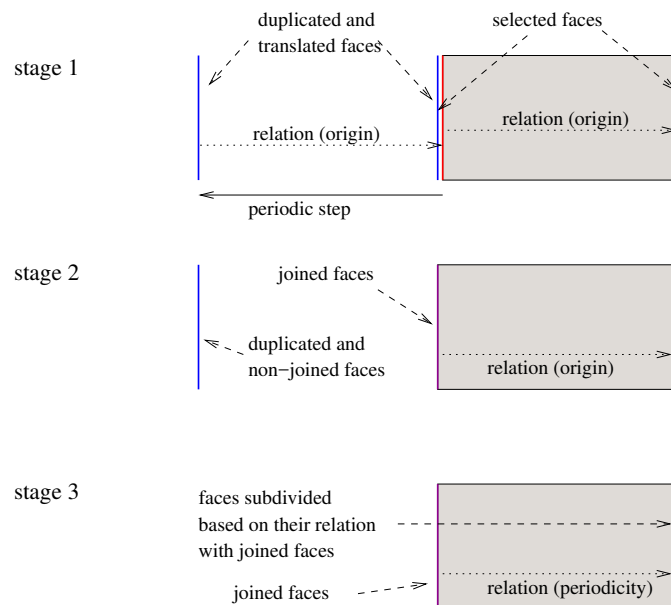 duplicated and
translated faces
selected faces
stage 1
relation (origin)
relation (origin)
periodic step
stage 2
joined faces
duplicated and
non−joined faces
relation (origin)
stage 3
faces subdivided
based on their relation
with joined faces
joined faces
relation (periodicity)